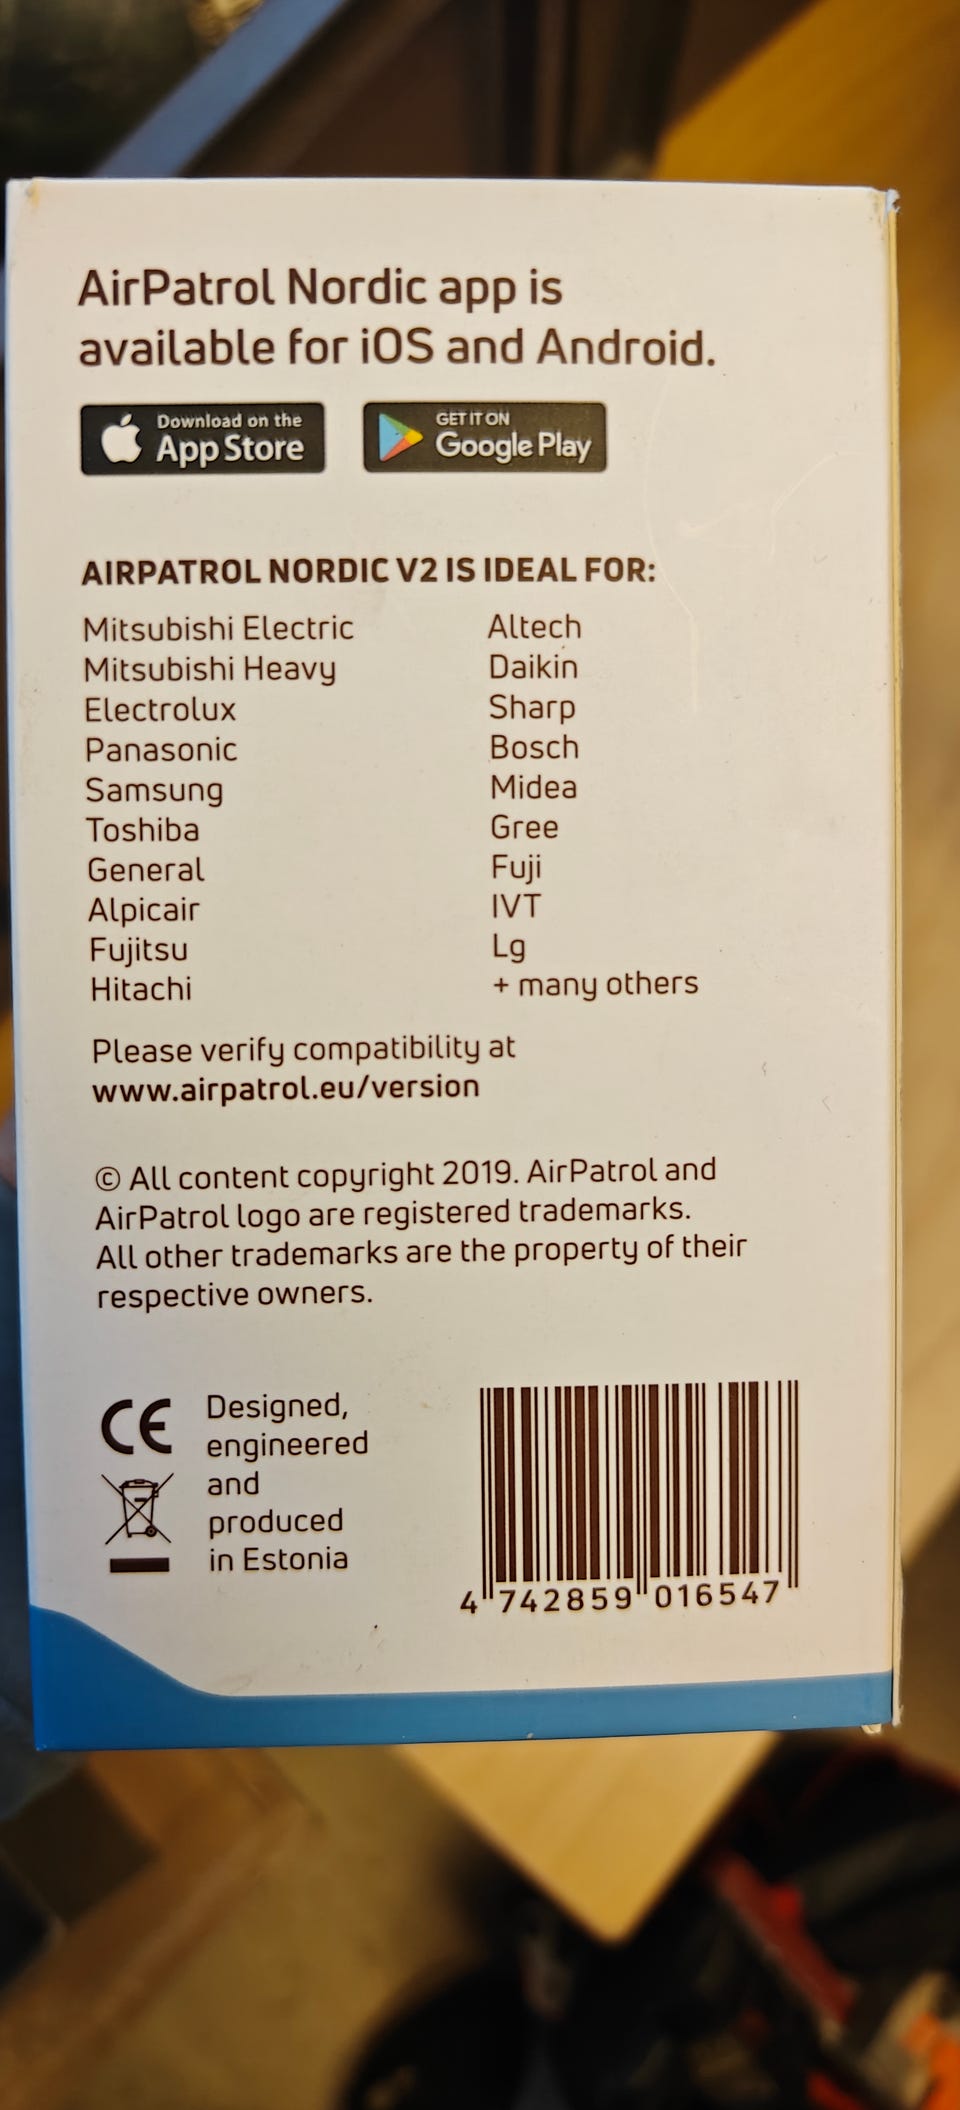 AirPatrol Nordic app is
available for iOS and Android.
Download on the
App Store
GET IT ON
Google Play
AIRPATROL NORDIC V2 IS IDEAL FOR:
Mitsubishi Electric
Mitsubishi Heavy
Electrolux
Panasonic
Samsung
Toshiba
General
Alpicair
Fujitsu
Hitachi
Altech
Daikin
Sharp
Bosch
Midea
Gree
Fuji
IVT
Lg
+ many others
Please verify compatibility at
www.airpatrol.eu/version
© All content copyright 2019. AirPatrol and
AirPatrol logo are registered trademarks.
All other trademarks are the property of their
respective owners.
CE
Designed,
engineered
and
produced
in Estonia
4 742859 016547